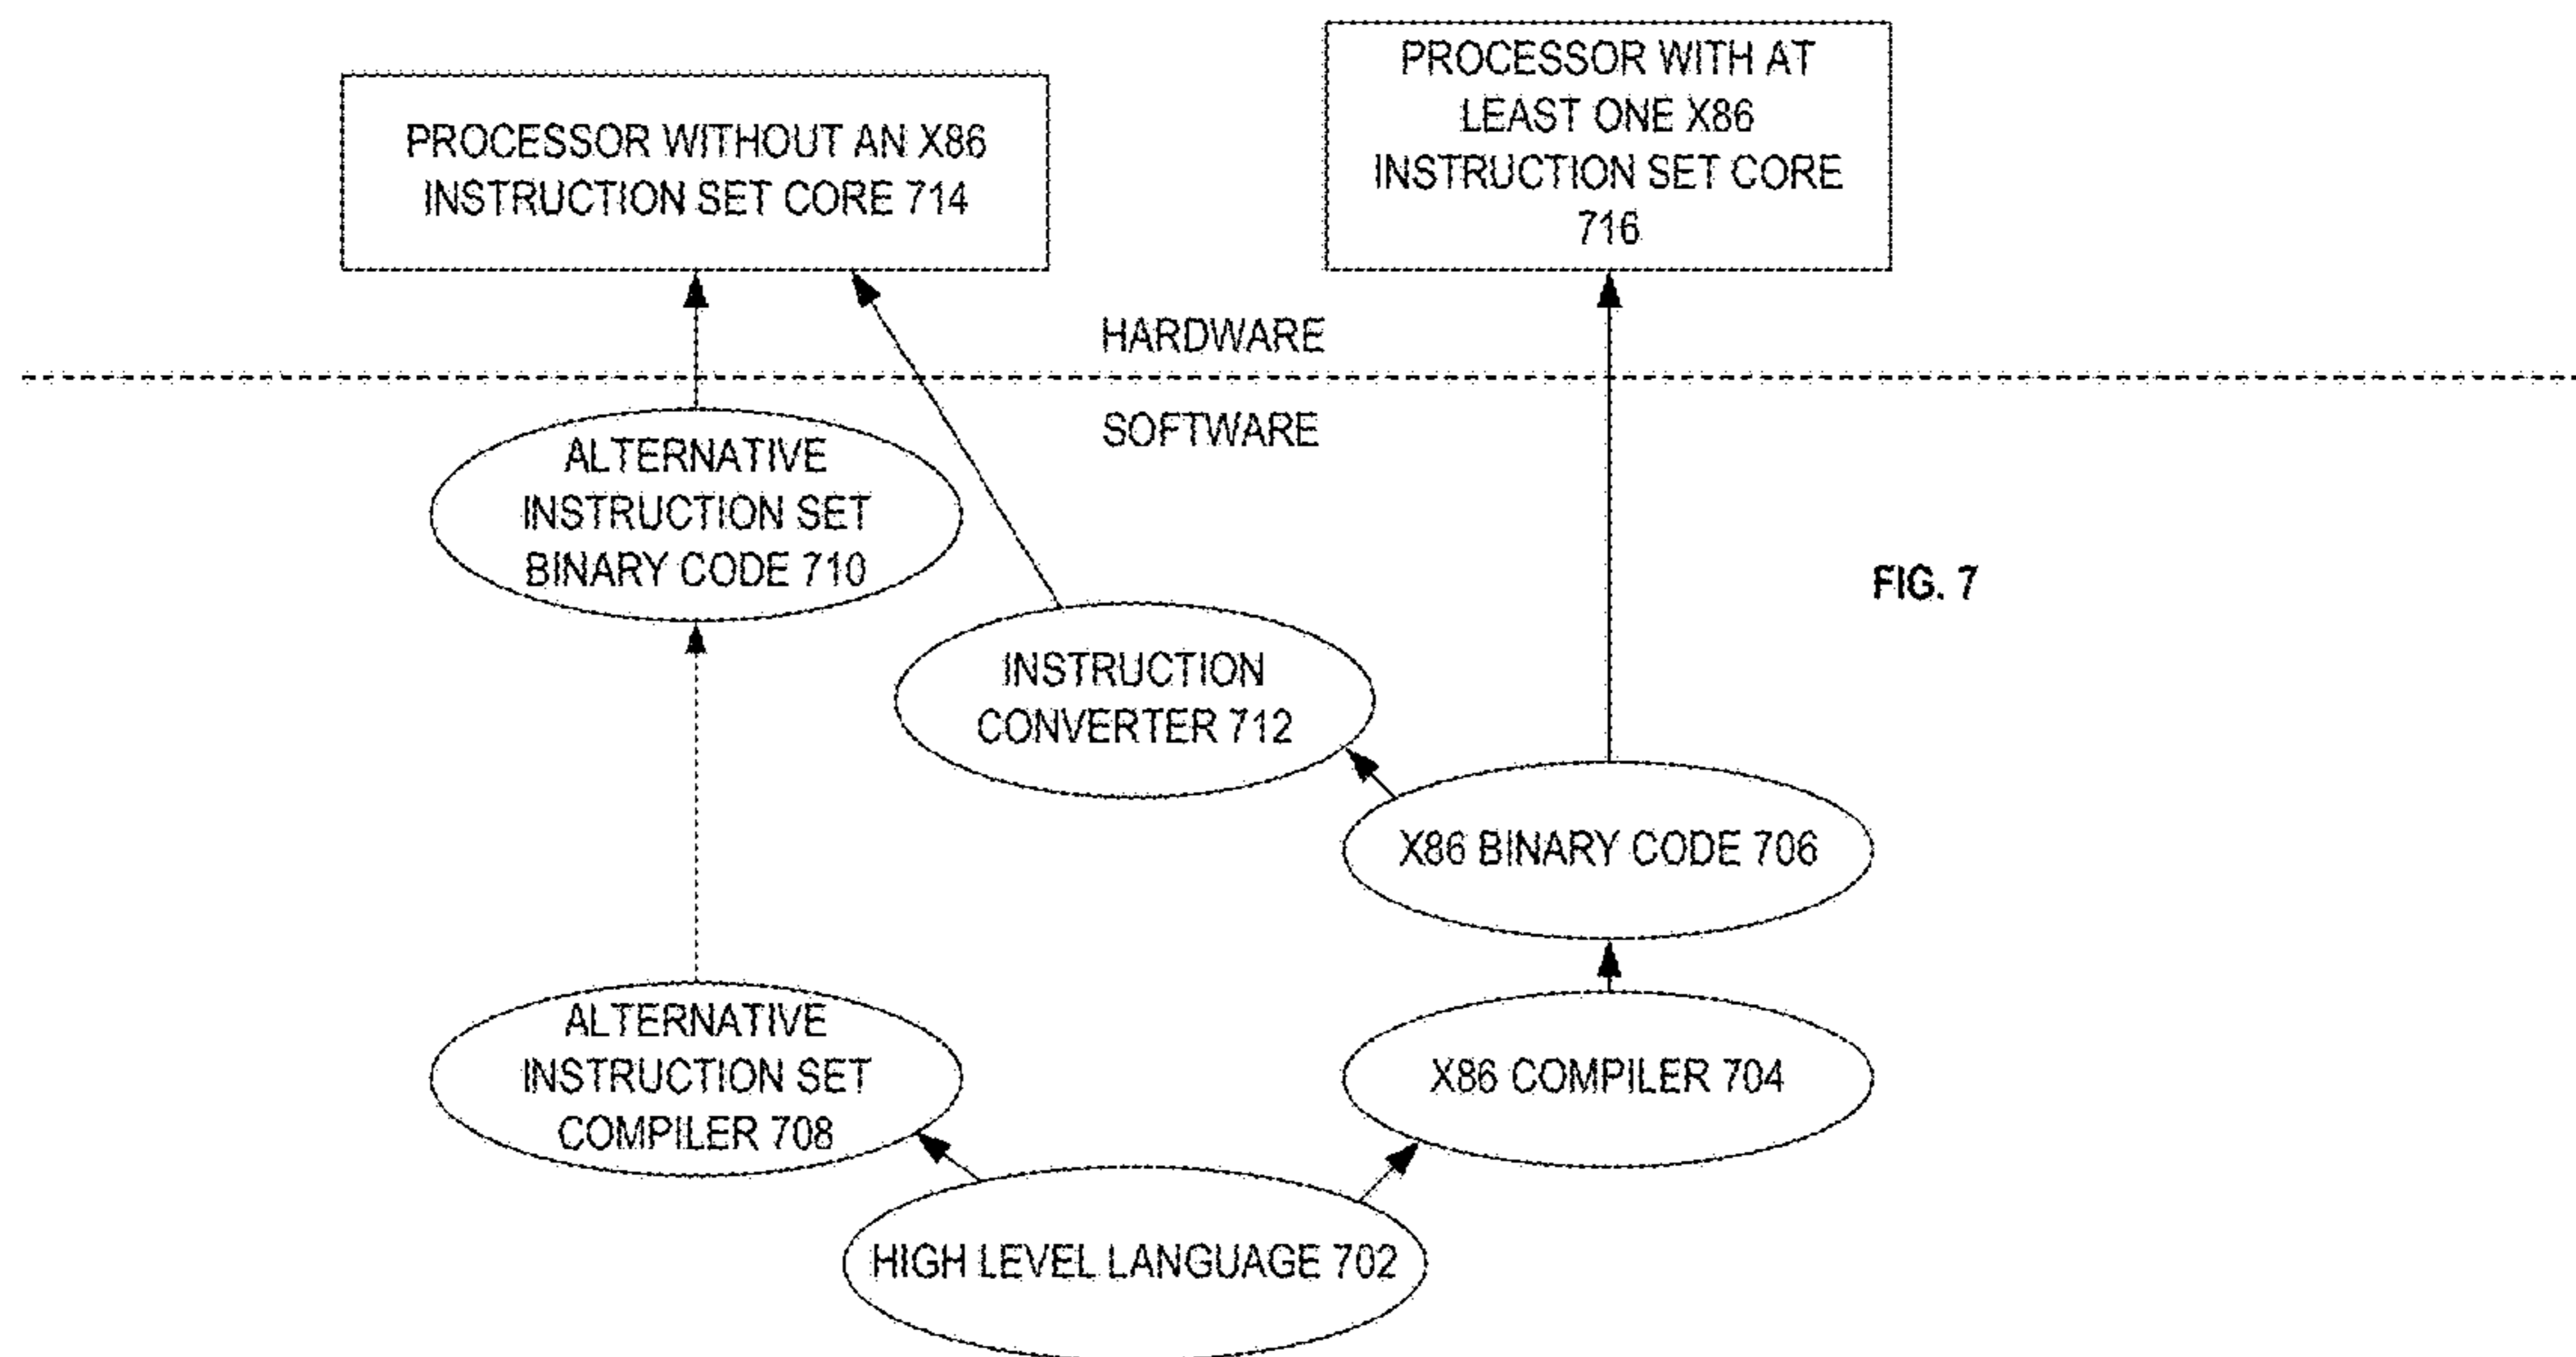 PROCESSOR WITHOUT AN X86
INSTRUCTION SET CORE 714
PROCESSOR WITH AT
LEAST ONE X86
INSTRUCTION SET CORE
716
HARDWARE
SOFTWARE
ALTERNATIVE
INSTRUCTION SET
BINARY CODE 710
FIG. 7
INSTRUCTION
CONVERTER 712
X86 BINARY CODE 706
ALTERNATIVE
INSTRUCTION SET
COMPILER 708
X86 COMPILER 704
HIGH LEVEL LANGUAGE 702